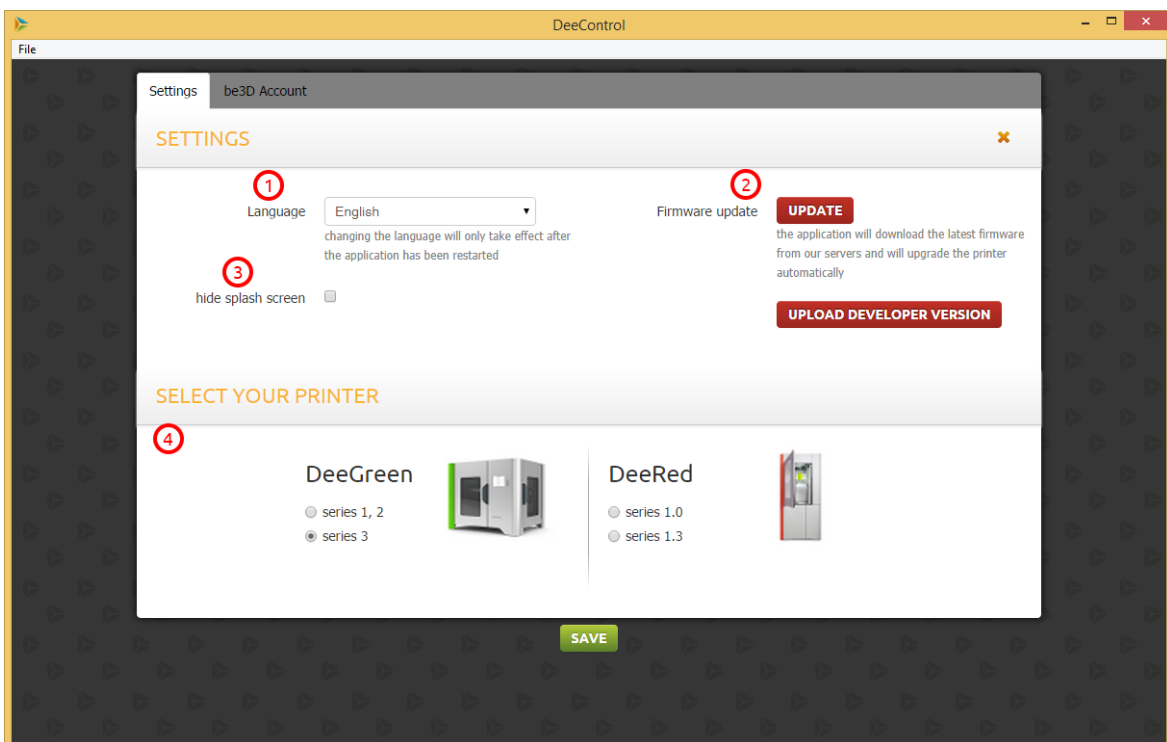 DeeControl
File
Settings be3D Account
SETTINGS
1
2
Language English Firmware update UPDATE
changing the language will only take effect after
the application has been restarted
the application will download the latest firmware
from our servers and will upgrade the printer
automatically
3
hide splash screen
UPLOAD DEVELOPER VERSION
SELECT YOUR PRINTER
4
DeeGreen
series 1, 2
series 3
DeeRed
series 1.0
series 1.3
SAVE